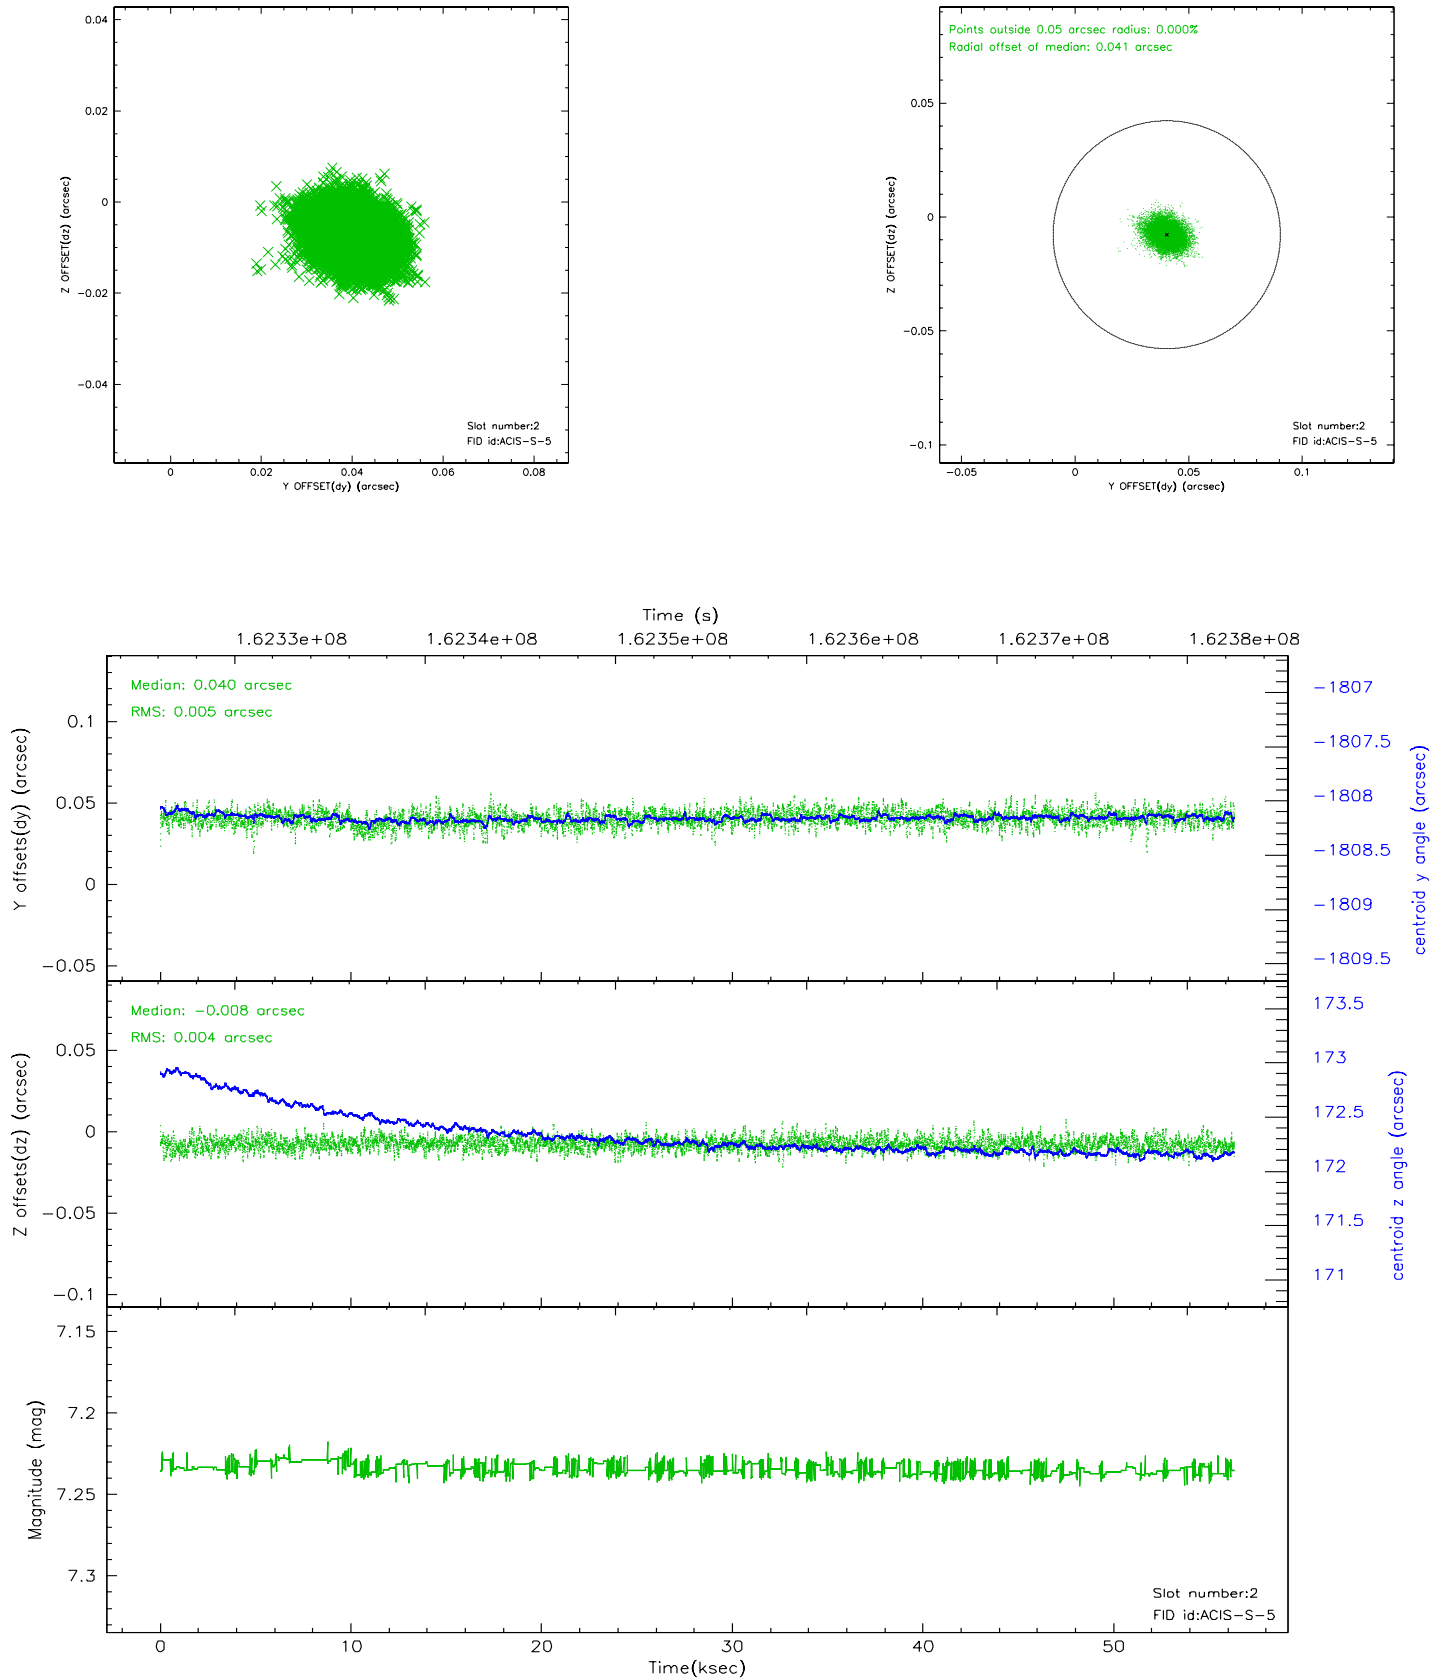 0.04
0.02
0
−0.02
−0.04
Z OFFSET(dz) (arcsec)
Slot number:2
FID id:ACIS−S−5
0
0.02
0.04
0.06
0.08
Y OFFSET(dy) (arcsec)
Points outside 0.05 arcsec radius: 0.000%
Radial offset of median: 0.041 arcsec
0.05
0
−0.05
−0.1
Z OFFSET(dz) (arcsec)
Slot number:2
FID id:ACIS−S−5
−0.05
0
0.05
0.1
Y OFFSET(dy) (arcsec)
Time (s)
1.6233e+08
1.6234e+08
1.6235e+08
1.6236e+08
1.6237e+08
1.6238e+08
Median: 0.040 arcsec
RMS: 0.005 arcsec
0.1
0.05
0
−0.05
Y offsets(dy) (arcsec)
−1807
−1807.5
−1808
−1808.5
−1809
−1809.5
centroid y angle (arcsec)
Median: −0.008 arcsec
RMS: 0.004 arcsec
0.05
0
−0.05
−0.1
Z offsets(dz) (arcsec)
173.5
173
172.5
172
171.5
171
centroid z angle (arcsec)
7.15
7.2
7.25
7.3
Magnitude (mag)
Slot number:2
FID id:ACIS−S−5
0
10
20
30
40
50
Time(ksec)